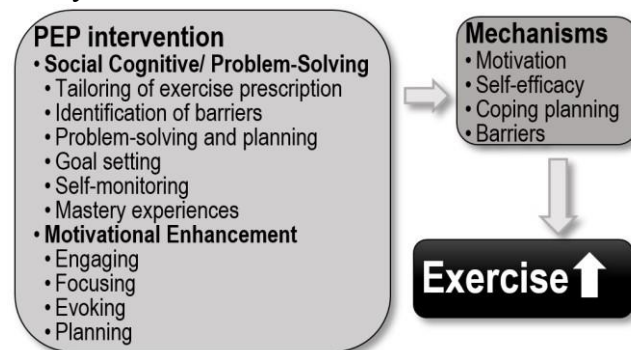 PEP intervention
• Social Cognitive/ Problem-Solving
• Tailoring of exercise prescription
• Identification of barriers
• Problem-solving and planning
• Goal setting
• Self-monitoring
• Mastery experiences
• Motivational Enhancement
• Engaging
• Focusing
• Evoking
• Planning
Mechanisms
• Motivation
• Self-efficacy
• Coping planning
• Barriers
Exercise